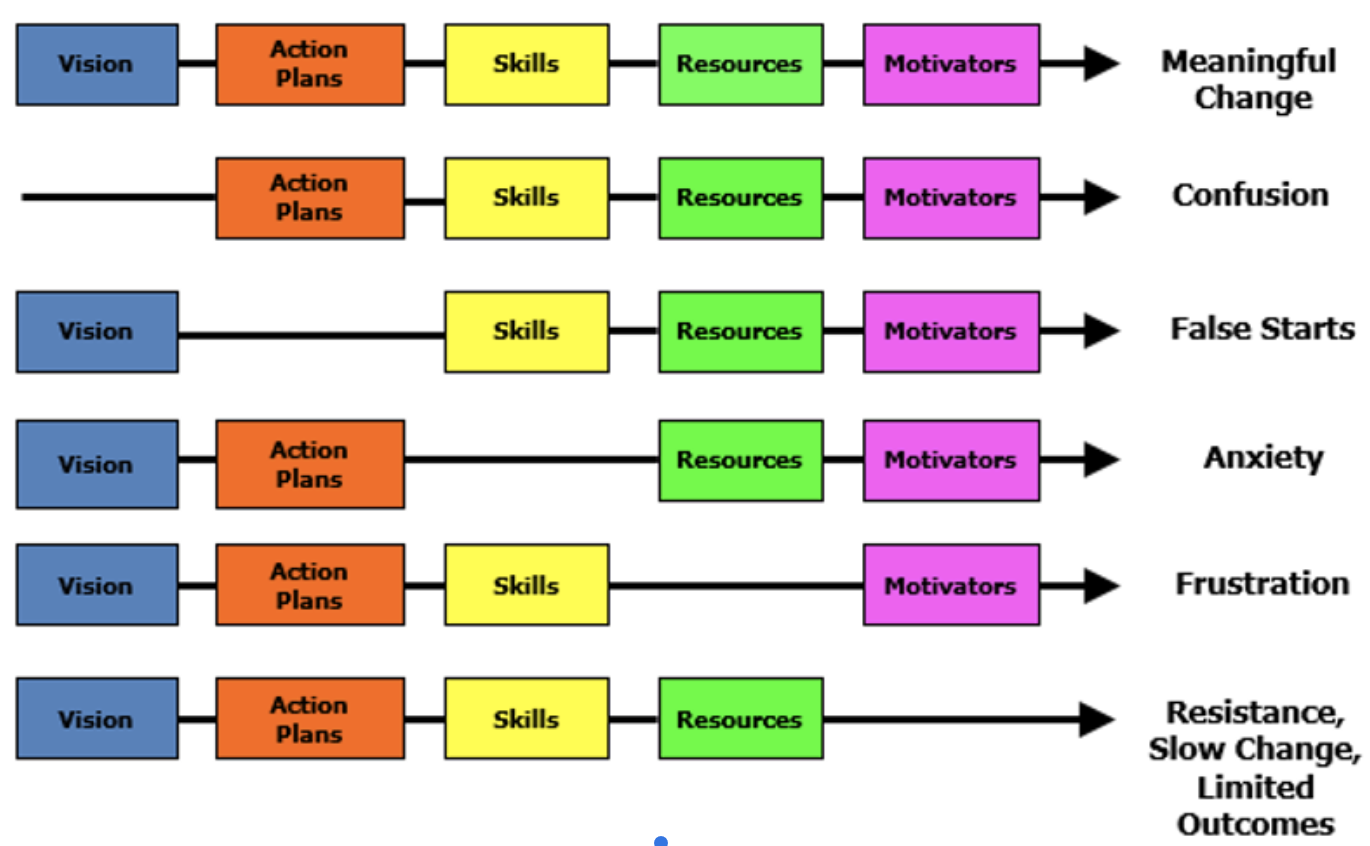 Vision
Action
Plans
Skills
Resources
Motivators
Meaningful
Change
Action
Plans
Skills
Resources
Motivators
Confusion
Vision
Skills
Resources
Motivators
False Starts
Vision
Action
Plans
Resources
Motivators
Anxiety
Vision
Action
Plans
Skills
Motivators
Frustration
Vision
Action
Plans
Skills
Resources
Resistance,
Slow Change,
Limited
Outcomes